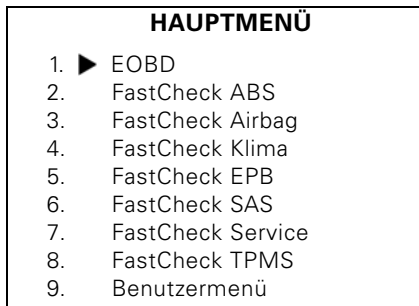 HAUPTMENÜ
1. ▶ EOBD
2. FastCheck ABS
3. FastCheck Airbag
4. FastCheck Klima
5. FastCheck EPB
6. FastCheck SAS
7. FastCheck Service
8. FastCheck TPMS
9. Benutzermenü